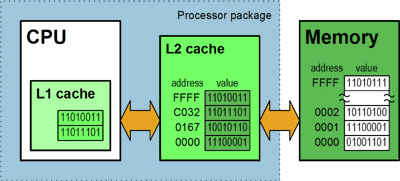 Processor package
CPU
L1 cache
11010011
11011101
L2 cache
address value
FFFF 11010011
C032 11011101
0167 10010110
0000 11100001
Memory
address value
FFFF 11010111
0002 10110100
0001 11100001
0000 01001101